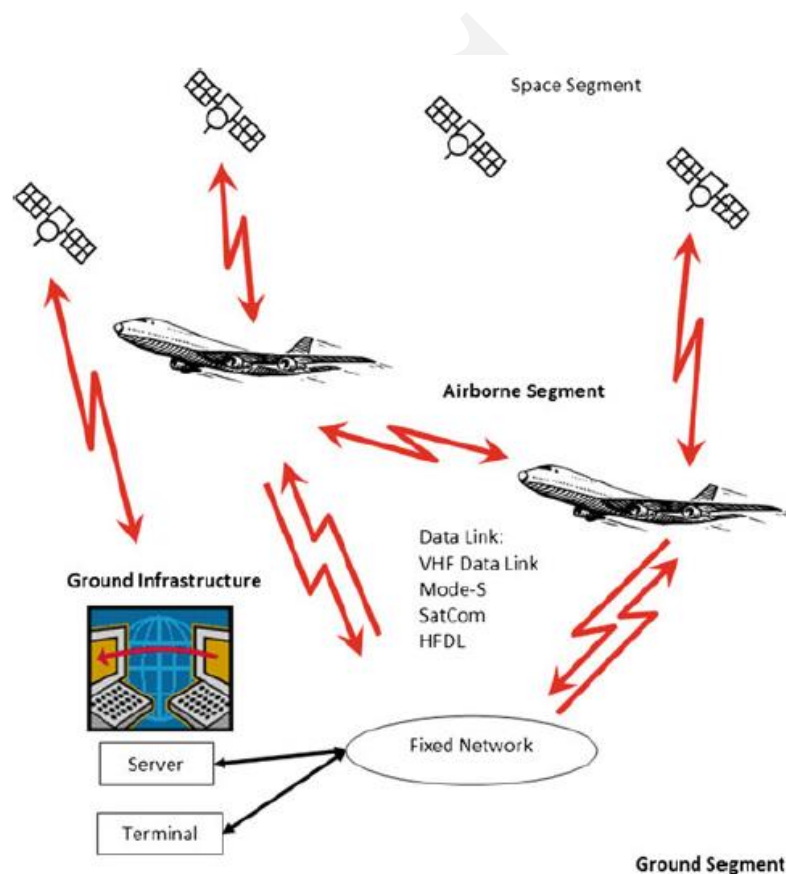 Space Segment
Airborne Segment
Data Link:
VHF Data Link
Mode-S
SatCom
HFDL
Ground Infrastructure
Fixed Network
Server
Terminal
Ground Segment